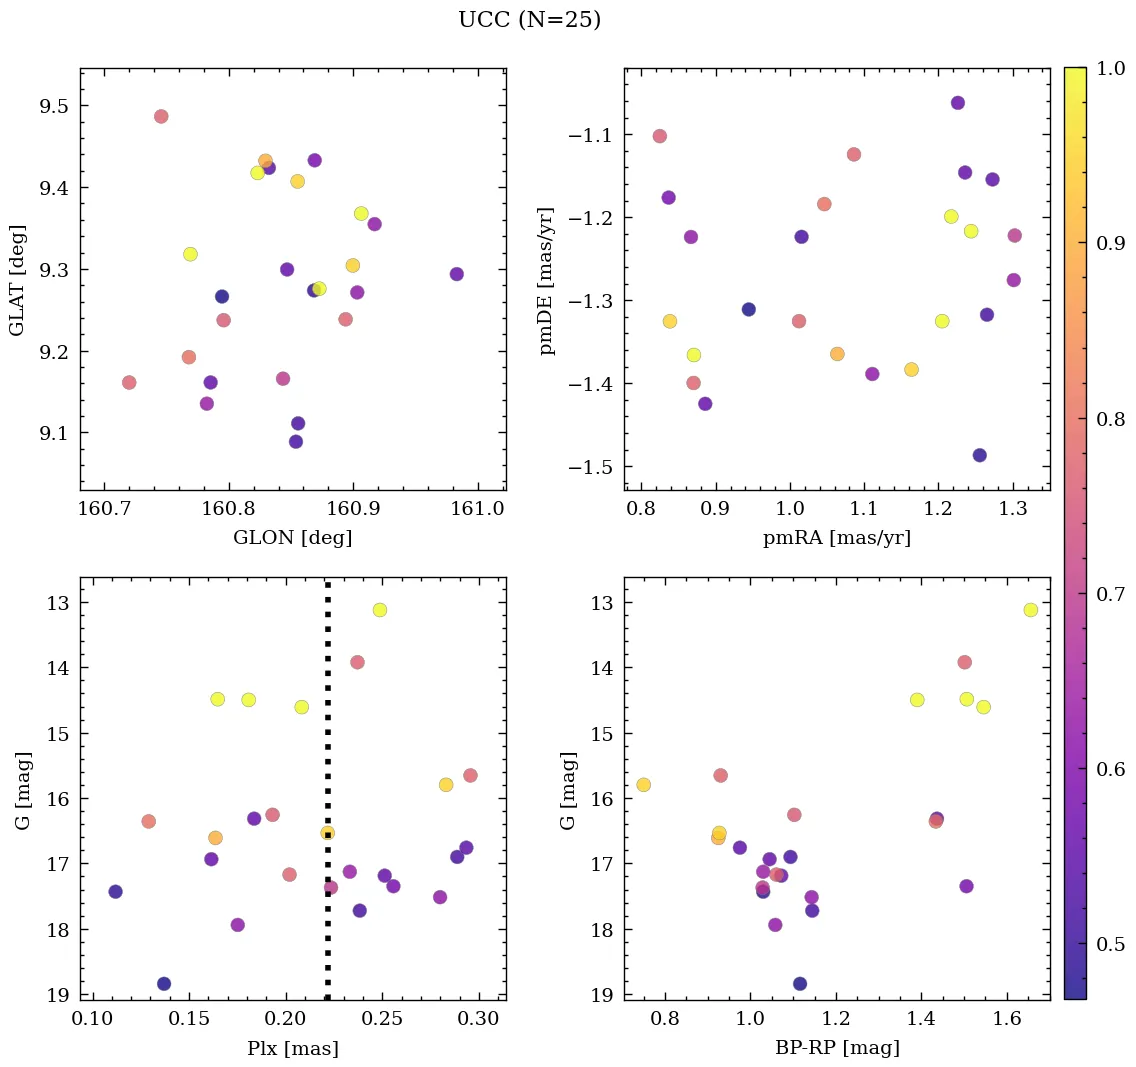 UCC (N=25)
9.5
9.4
9.3
9.2
9.1
GLAT [deg]
160.7 160.8 160.9 161.0
GLON [deg]
−1.1
−1.2
−1.3
−1.4
−1.5
pmDE [mas/yr]
0.8 0.9 1.0 1.1 1.2 1.3
pmRA [mas/yr]
13
14
15
16
17
18
19
G [mag]
0.10 0.15 0.20 0.25 0.30
Plx [mas]
13
14
15
16
17
18
19
G [mag]
0.8 1.0 1.2 1.4 1.6
BP-RP [mag]
1.0
0.9
0.8
0.7
0.6
0.5